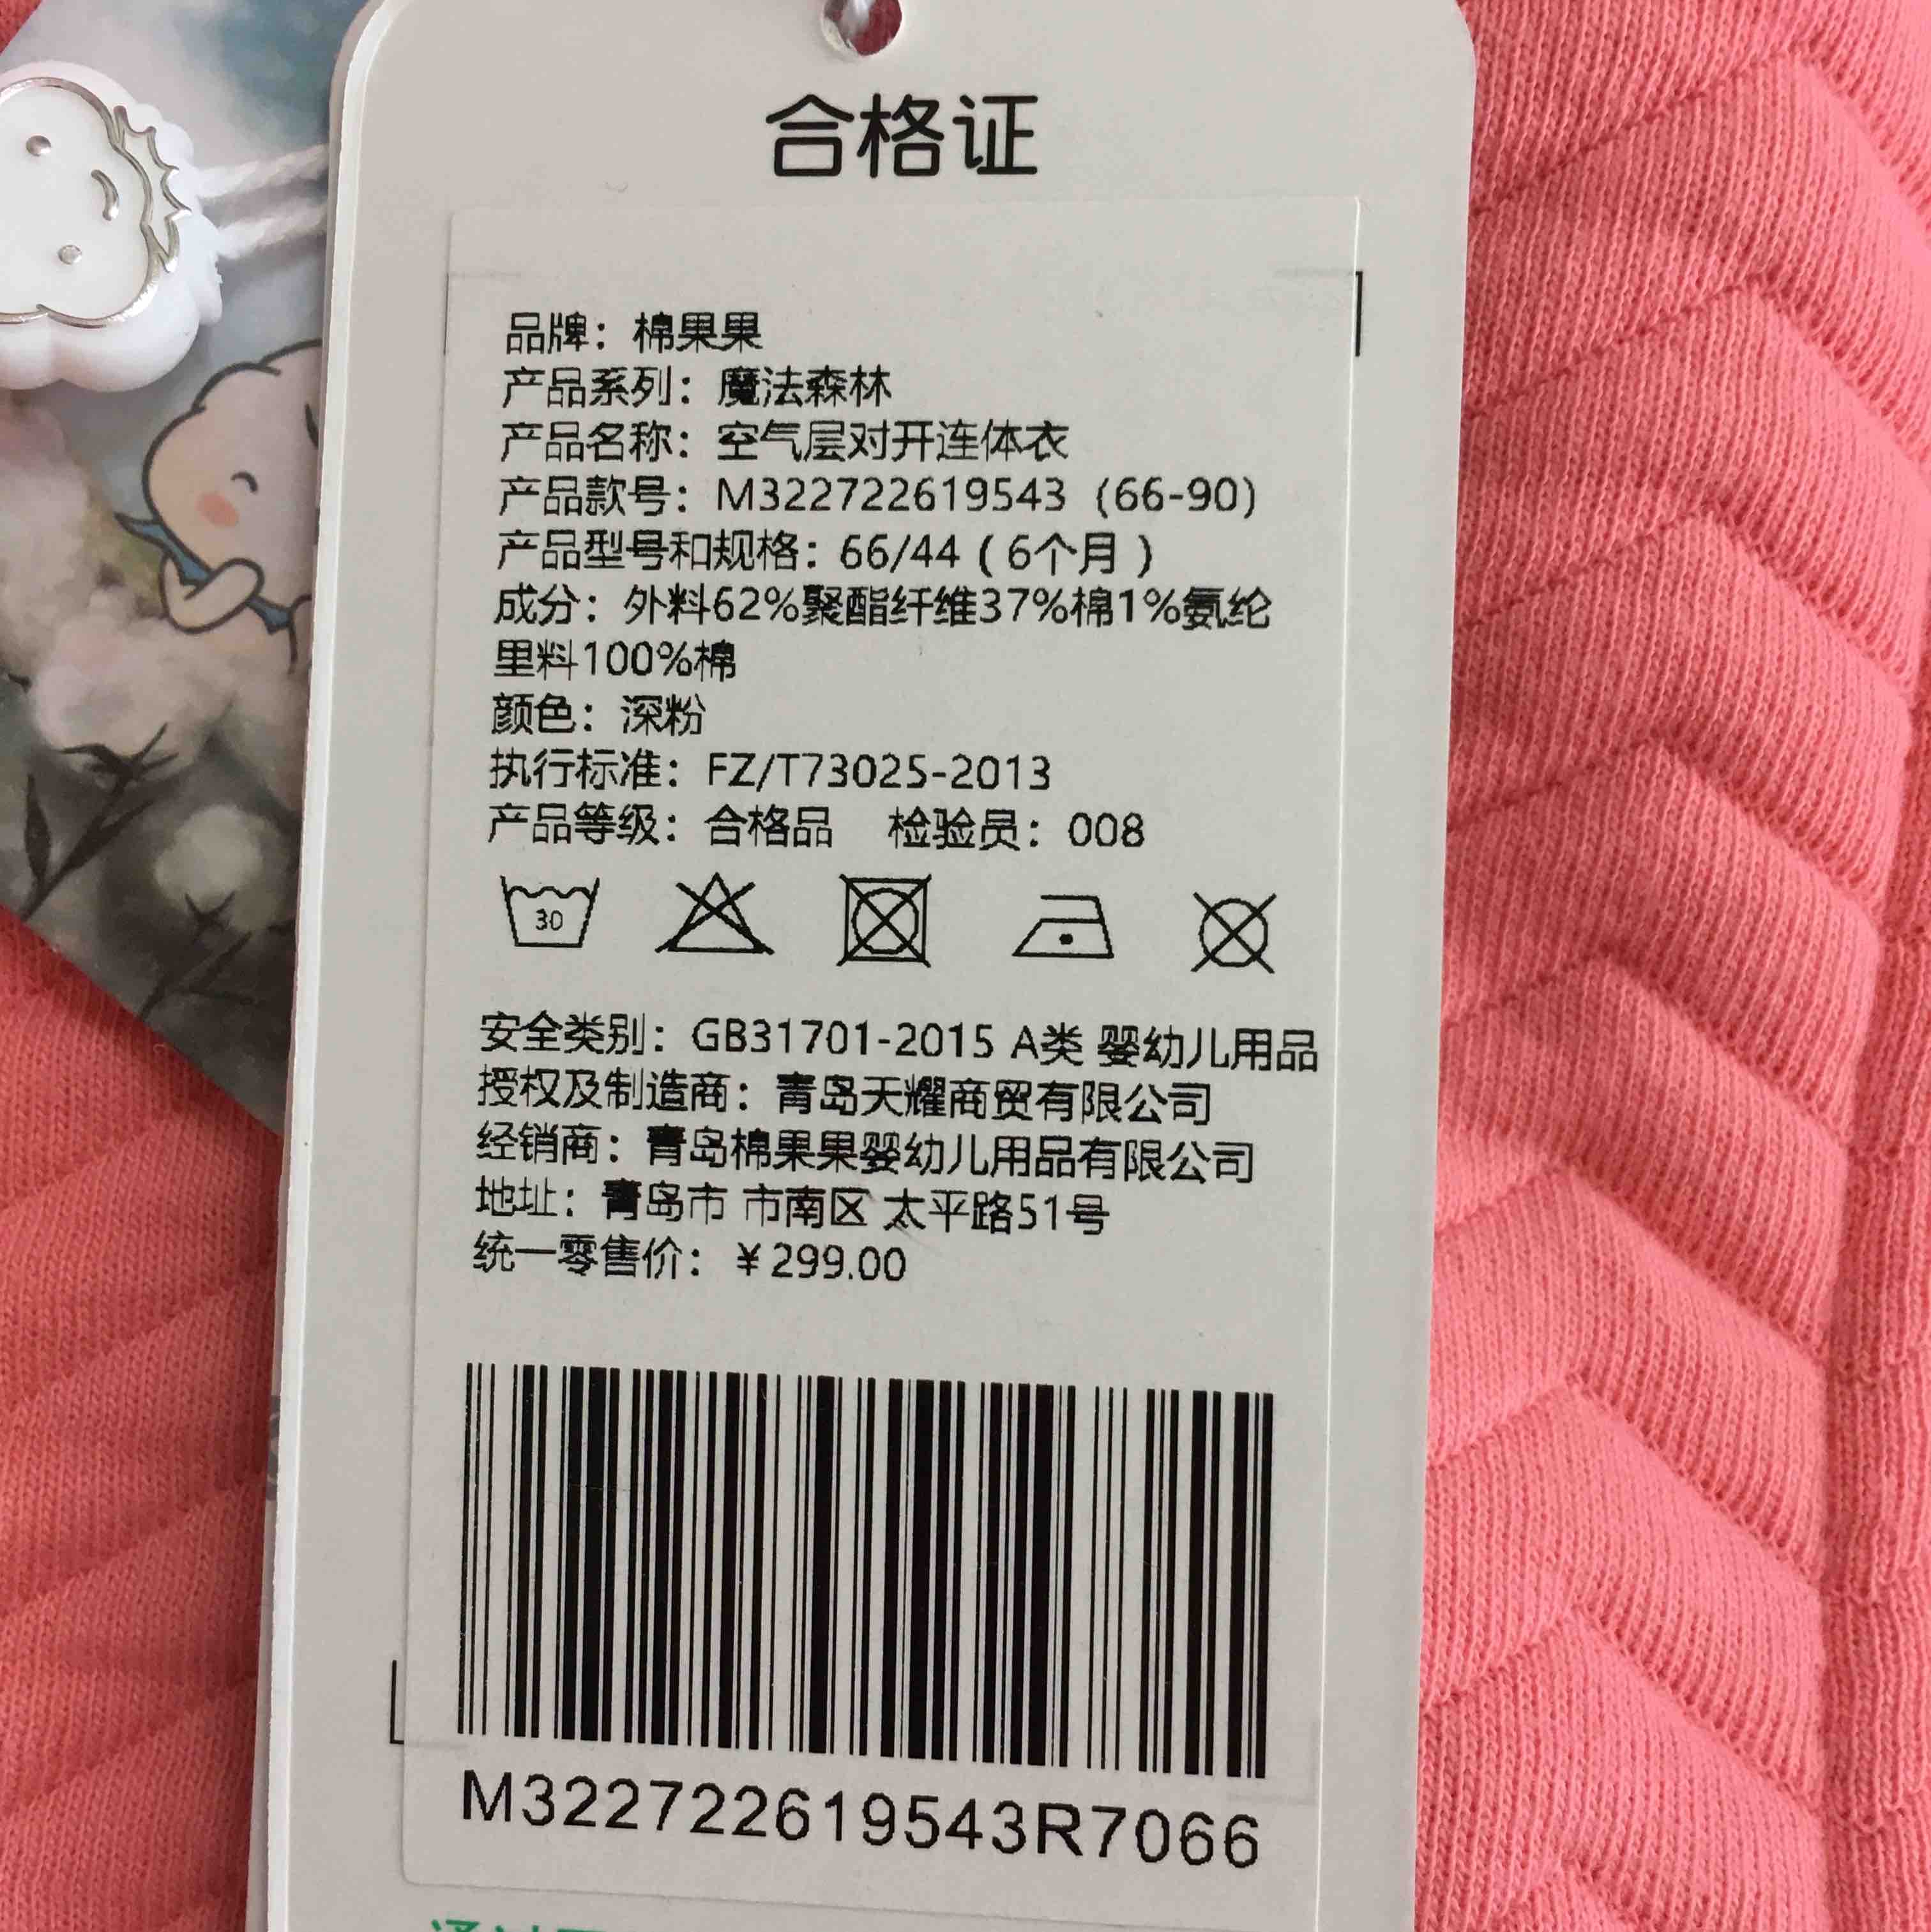 合格证
品牌：棉果果
产品系列：魔法森林
产品名称：空气层对开连体衣
产品款号：M322722619543（66-90）
产品型号和规格：66/44（6个月）
成分：外料62%聚酯纤维37%棉1%氨纶
里料100%棉
颜色：深粉
执行标准：FZ/T73025-2013
产品等级：合格品 检验员：008
30
安全类别：GB31701-2015 A类 婴幼儿用品
授权及制造商：青岛天耀商贸有限公司
经销商：青岛棉果果婴幼儿用品有限公司
地址：青岛市 市南区 太平路51号
统一零售价：￥299.00
M322722619543R7066